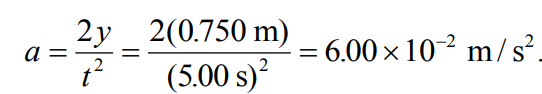 a = 2y/t² = 2(0.750 m)/(5.00 s)² = 6.00 × 10⁻² m/s².